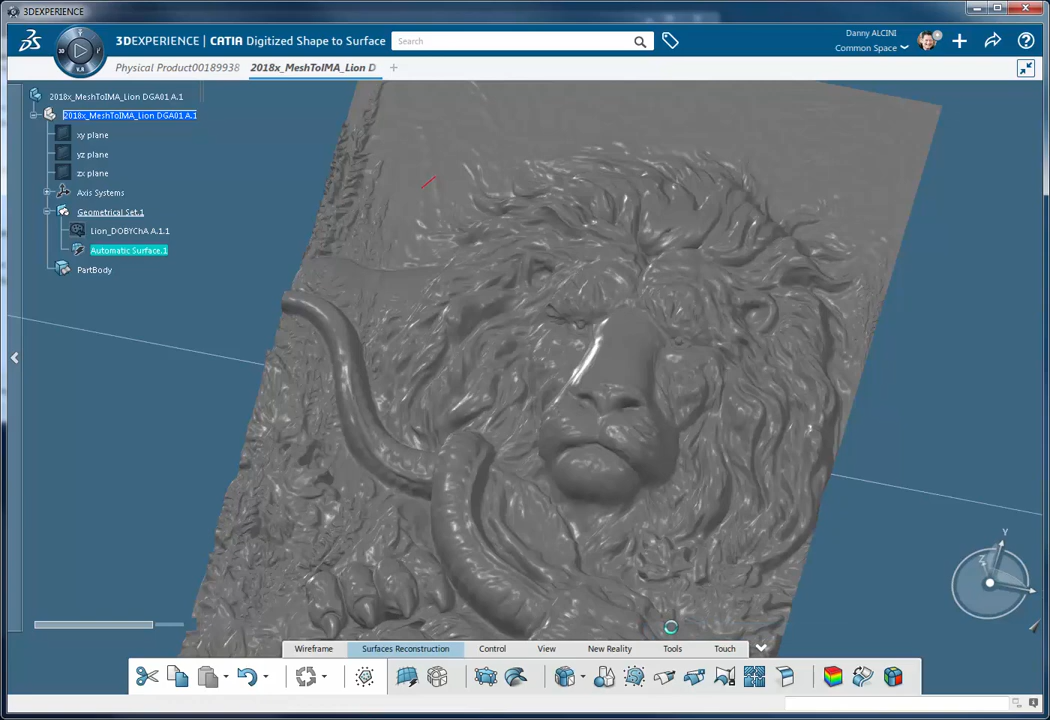 3DEXPERIENCE
3DEXPERIENCE | CATIA Digitized Shape to Surface
Search
Danny ALCINI
Common Space
Physical Product00189938
2018x_MeshToIMA_Lion D
2018x_MeshToIMA_Lion DGA01 A.1
2018x_MeshToIMA_Lion DGA01 A.1
xy plane
yz plane
zx plane
Axis Systems
Geometrical Set.1
Lion_DOBYChA A.1.1
Automatic Surface.1
PartBody
Y
Z
Wireframe
Surfaces Reconstruction
Control
View
New Reality
Tools
Touch